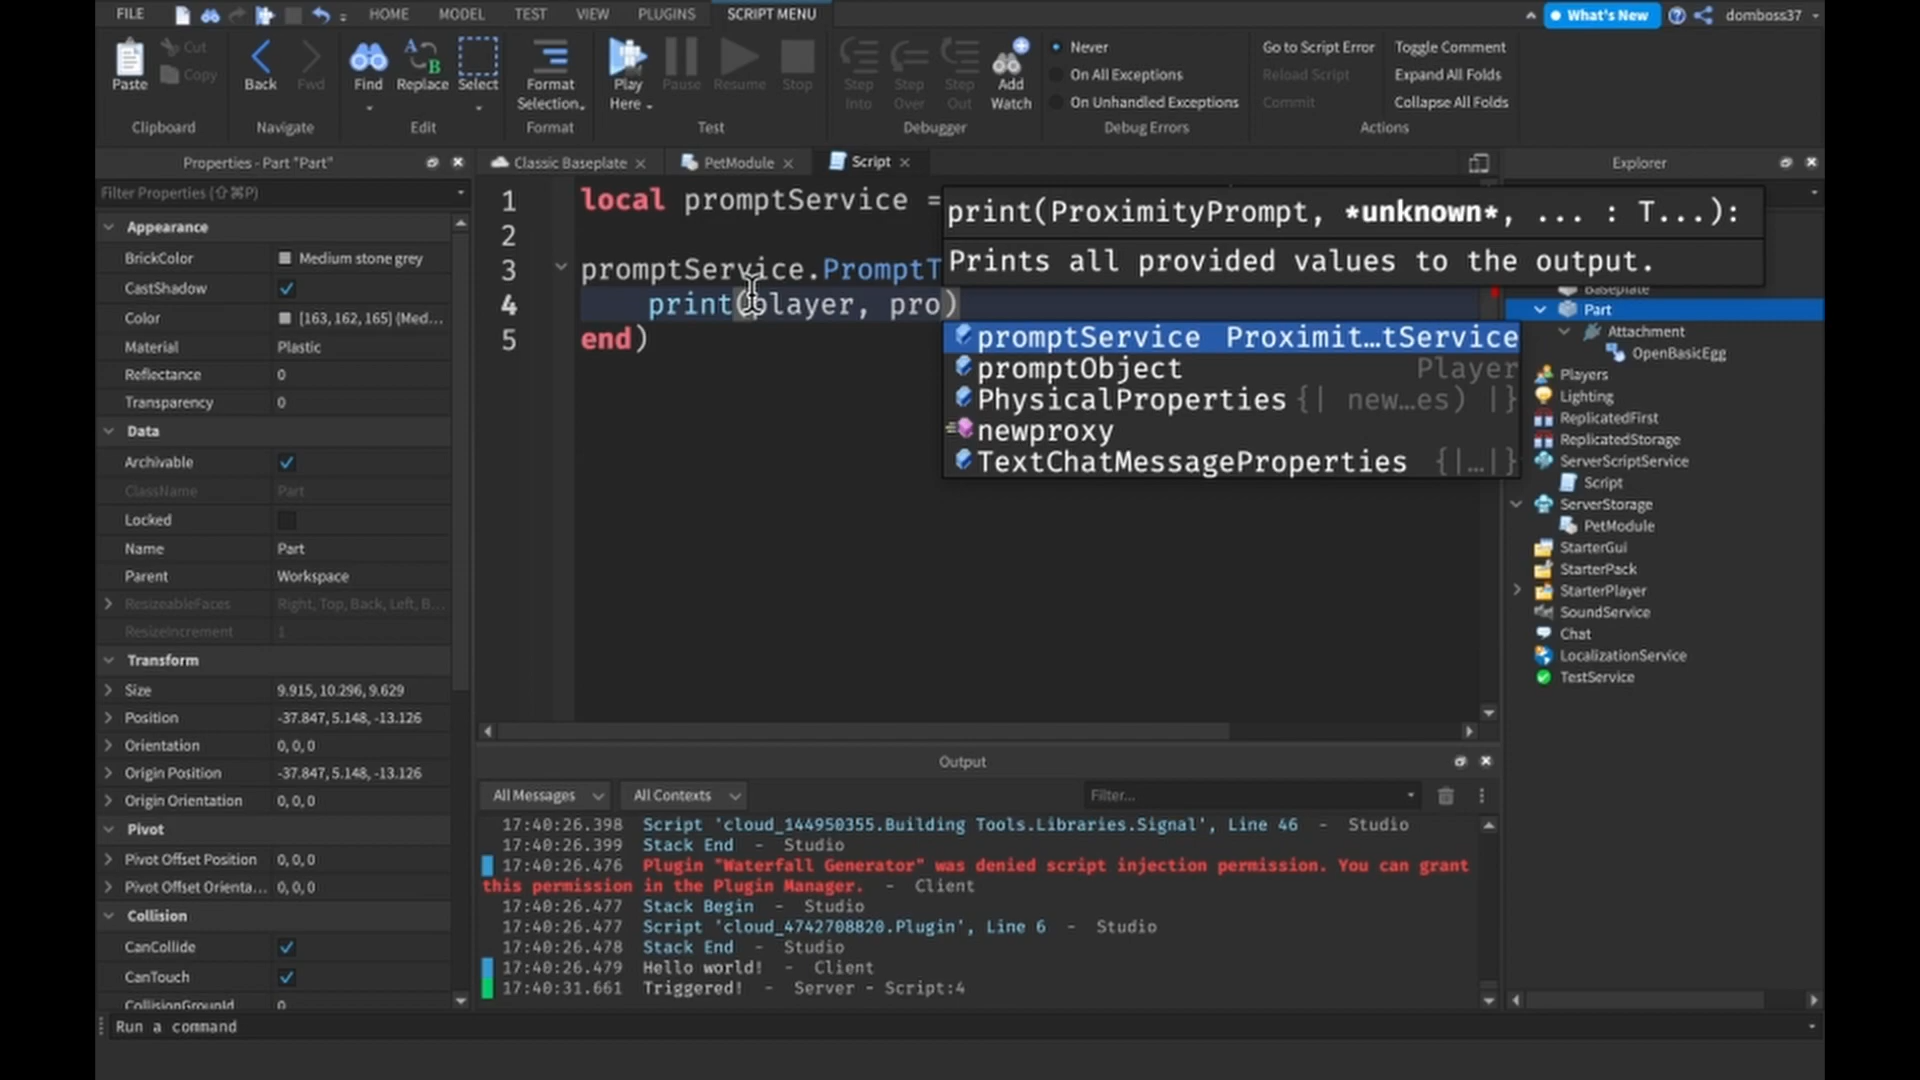 FILE HOME MODEL TEST VIEW PLUGINS SCRIPT MENU What's New domboss37
Paste Cut Copy
Back Fwd
Find Replace Select
Format Selection
Play Here Pause Resume Stop
Step Into Step Over Step Out Add Watch
Never
On All Exceptions
On Unhandled Exceptions
Go to Script Error
Reload Script
Commit
Toggle Comment
Expand All Folds
Collapse All Folds
Clipboard Navigate Edit Format Test Debugger Debug Errors Actions
Properties - Part "Part"
Filter Properties (⇧⌘P)
Appearance
BrickColor Medium stone grey
CastShadow
Color [163, 162, 165] (Med...
Material Plastic
Reflectance 0
Transparency 0
Data
Archivable
ClassName Part
Locked
Name Part
Parent Workspace
ResizeableFaces Right, Top, Back, Left, B...
ResizeIncrement 1
Transform
Size 9.915, 10.296, 9.629
Position -37.847, 5.148, -13.126
Orientation 0, 0, 0
Origin Position -37.847, 5.148, -13.126
Origin Orientation 0, 0, 0
Pivot
Pivot Offset Position 0, 0, 0
Pivot Offset Orienta... 0, 0, 0
Collision
CanCollide
CanTouch
CollisionGroupId 0
Classic Baseplate PetModule Script
1 local promptService =
2
3 promptService.PromptT
4 print(player, pro)
5 end)
print(ProximityPrompt, *unknown*, ... : T...):
Prints all provided values to the output.
promptService Proximit...tService
promptObject Player
PhysicalProperties {| new...es) |}
newproxy
TextChatMessageProperties {|...|}
Output
All Messages All Contexts Filter...
17:40:26.398 Script 'cloud_144950355.Building Tools.Libraries.Signal', Line 46 - Studio
17:40:26.399 Stack End - Studio
17:40:26.476 Plugin "Waterfall Generator" was denied script injection permission. You can grant
this permission in the Plugin Manager. - Client
17:40:26.477 Stack Begin - Studio
17:40:26.477 Script 'cloud_4742708820.Plugin', Line 6 - Studio
17:40:26.478 Stack End - Studio
17:40:26.479 Hello world! - Client
17:40:31.661 Triggered! - Server - Script:4
Explorer
Baseplate
Part
Attachment
OpenBasicEgg
Players
Lighting
ReplicatedFirst
ReplicatedStorage
ServerScriptService
Script
ServerStorage
PetModule
StarterGui
StarterPack
StarterPlayer
SoundService
Chat
LocalizationService
TestService
Run a command